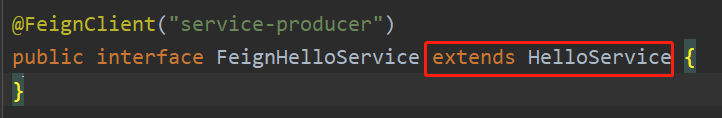 @FeignClient("service-producer")
public interface FeignHelloService extends HelloService {
}